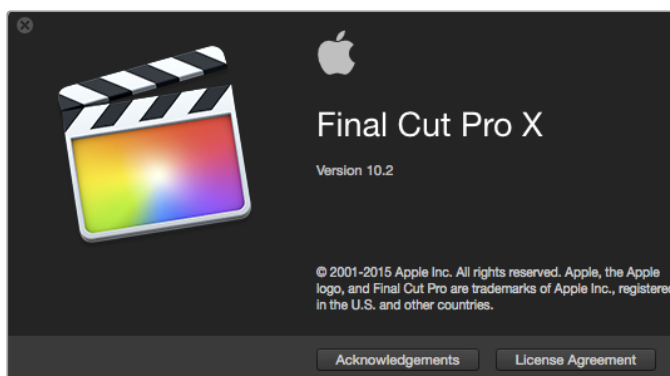 Final Cut Pro X
Version 10.2
© 2001-2015 Apple Inc. All rights reserved. Apple, the Apple
logo, and Final Cut Pro are trademarks of Apple Inc., registered
in the U.S. and other countries.
Acknowledgements License Agreement